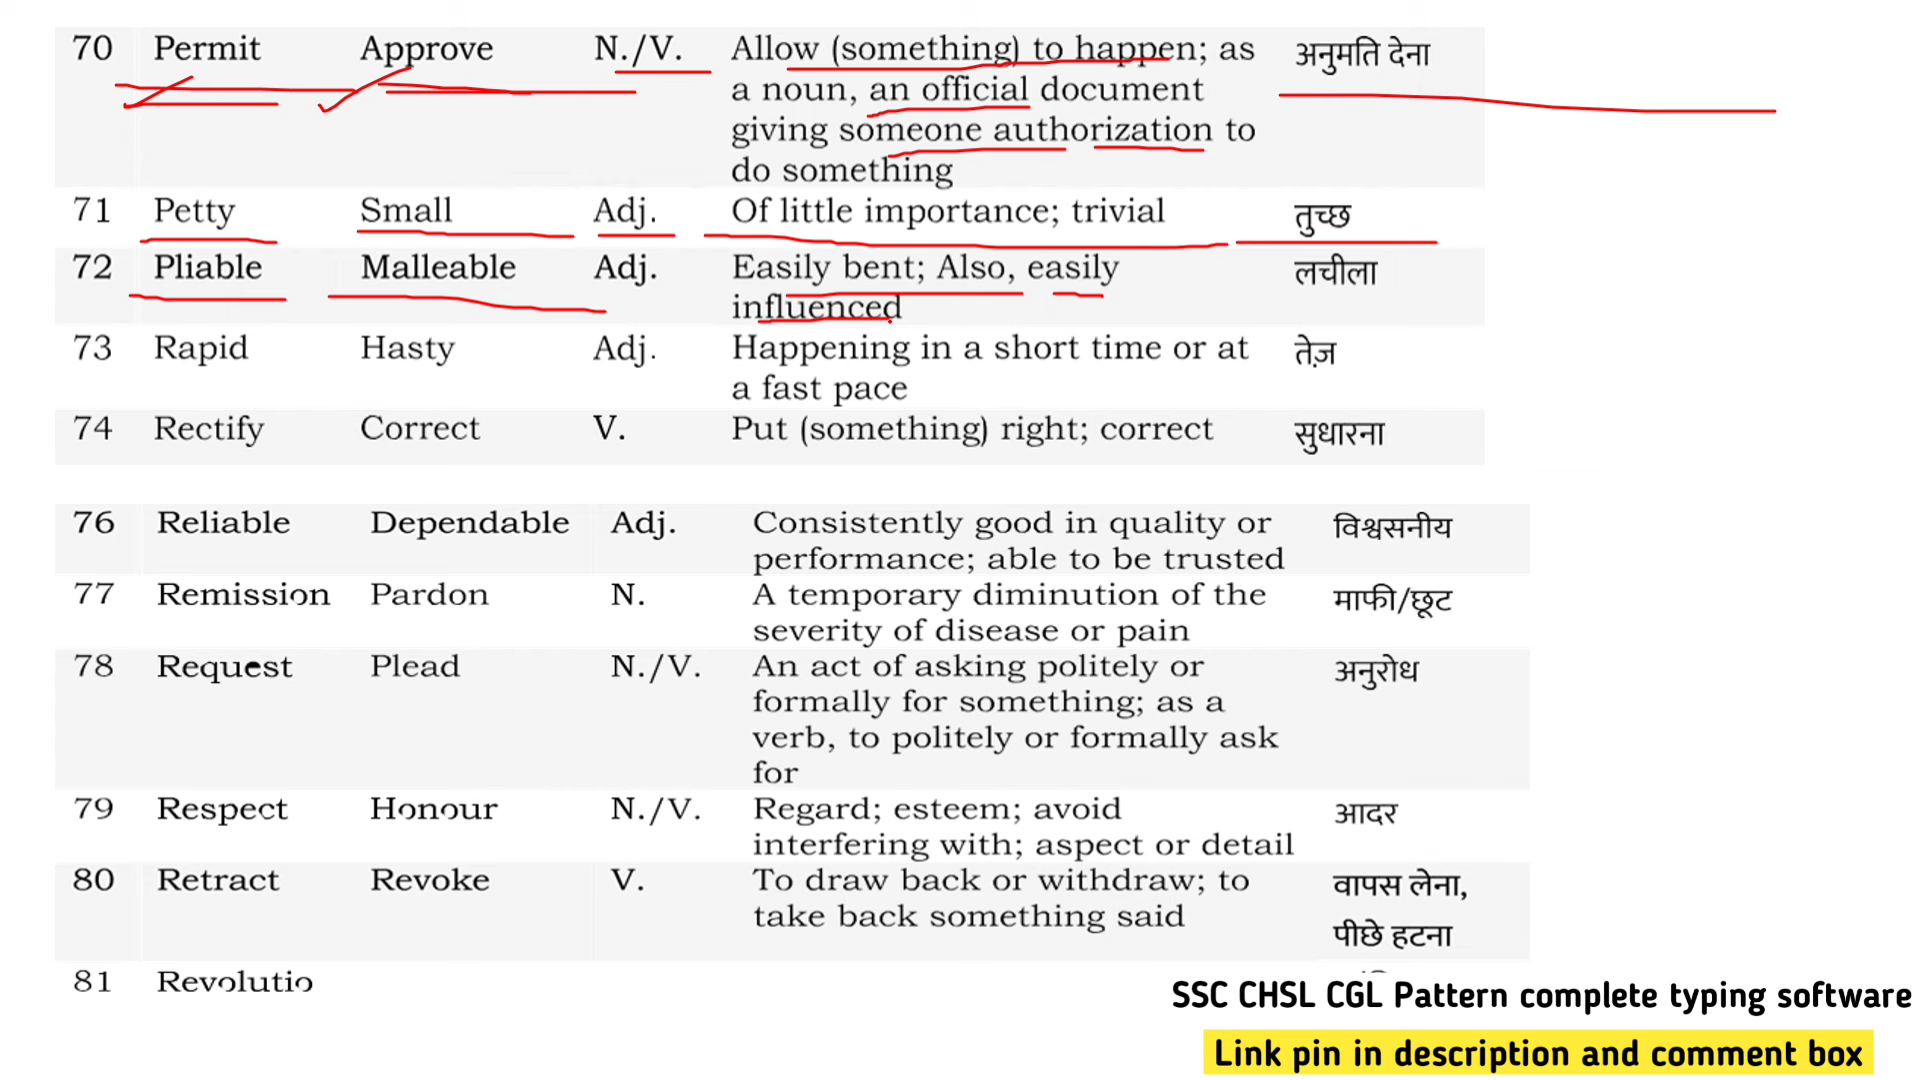 70 Permit Approve N./V. Allow (something) to happen; as अनुमति देना
a noun, an official document
giving someone authorization to
do something
71 Petty Small Adj. Of little importance; trivial तुच्छ
72 Pliable Malleable Adj. Easily bent; Also, easily लचीला
influenced
73 Rapid Hasty Adj. Happening in a short time or at तेज़
a fast pace
74 Rectify Correct V. Put (something) right; correct सुधारना
76 Reliable Dependable Adj. Consistently good in quality or विश्वसनीय
performance; able to be trusted
77 Remission Pardon N. A temporary diminution of the माफी/छूट
severity of disease or pain
78 Request Plead N./V. An act of asking politely or अनुरोध
formally for something; as a
verb, to politely or formally ask
for
79 Respect Honour N./V. Regard; esteem; avoid आदर
interfering with; aspect or detail
80 Retract Revoke V. To draw back or withdraw; to वापस लेना,
take back something said पीछे हटना
81 Revolutio
SSC CHSL CGL Pattern complete typing software
Link pin in description and comment box